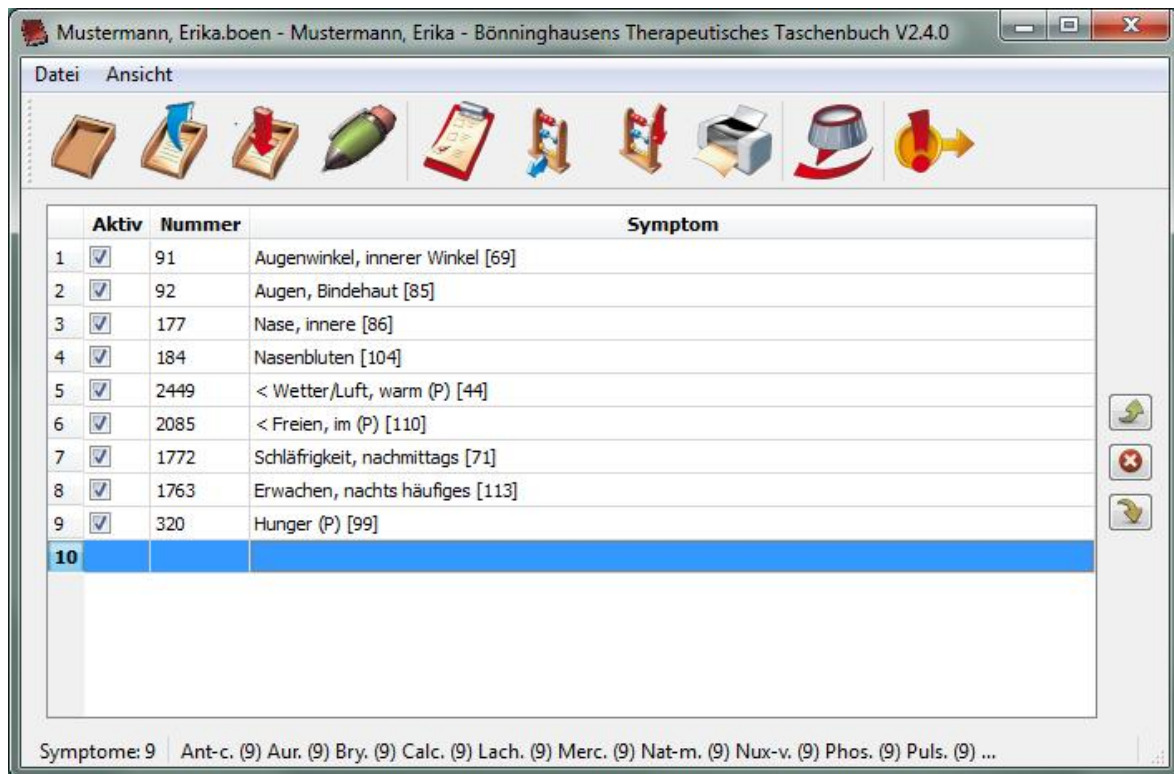 Mustermann, Erika.boen - Mustermann, Erika - Bönninghausens Therapeutisches Taschenbuch V2.4.0
Datei Ansicht
Aktiv Nummer Symptom
1 91 Augenwinkel, innerer Winkel [69]
2 92 Augen, Bindehaut [85]
3 177 Nase, innere [86]
4 184 Nasenbluten [104]
5 2449 < Wetter/Luft, warm (P) [44]
6 2085 < Freien, im (P) [110]
7 1772 Schläfrigkeit, nachmittags [71]
8 1763 Erwachen, nachts häufiges [113]
9 320 Hunger (P) [99]
10
Symptome: 9 Ant-c. (9) Aur. (9) Bry. (9) Calc. (9) Lach. (9) Merc. (9) Nat-m. (9) Nux-v. (9) Phos. (9) Puls. (9) ...